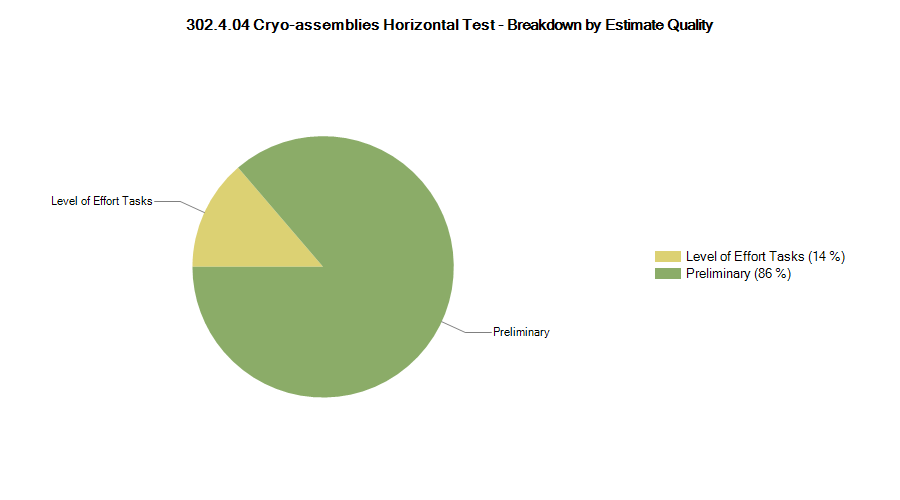 302.4.04 Cryo-assemblies Horizontal Test - Breakdown by Estimate Quality
Level of Effort Tasks
Level of Effort Tasks (14 %)
Preliminary (86 %)
Preliminary